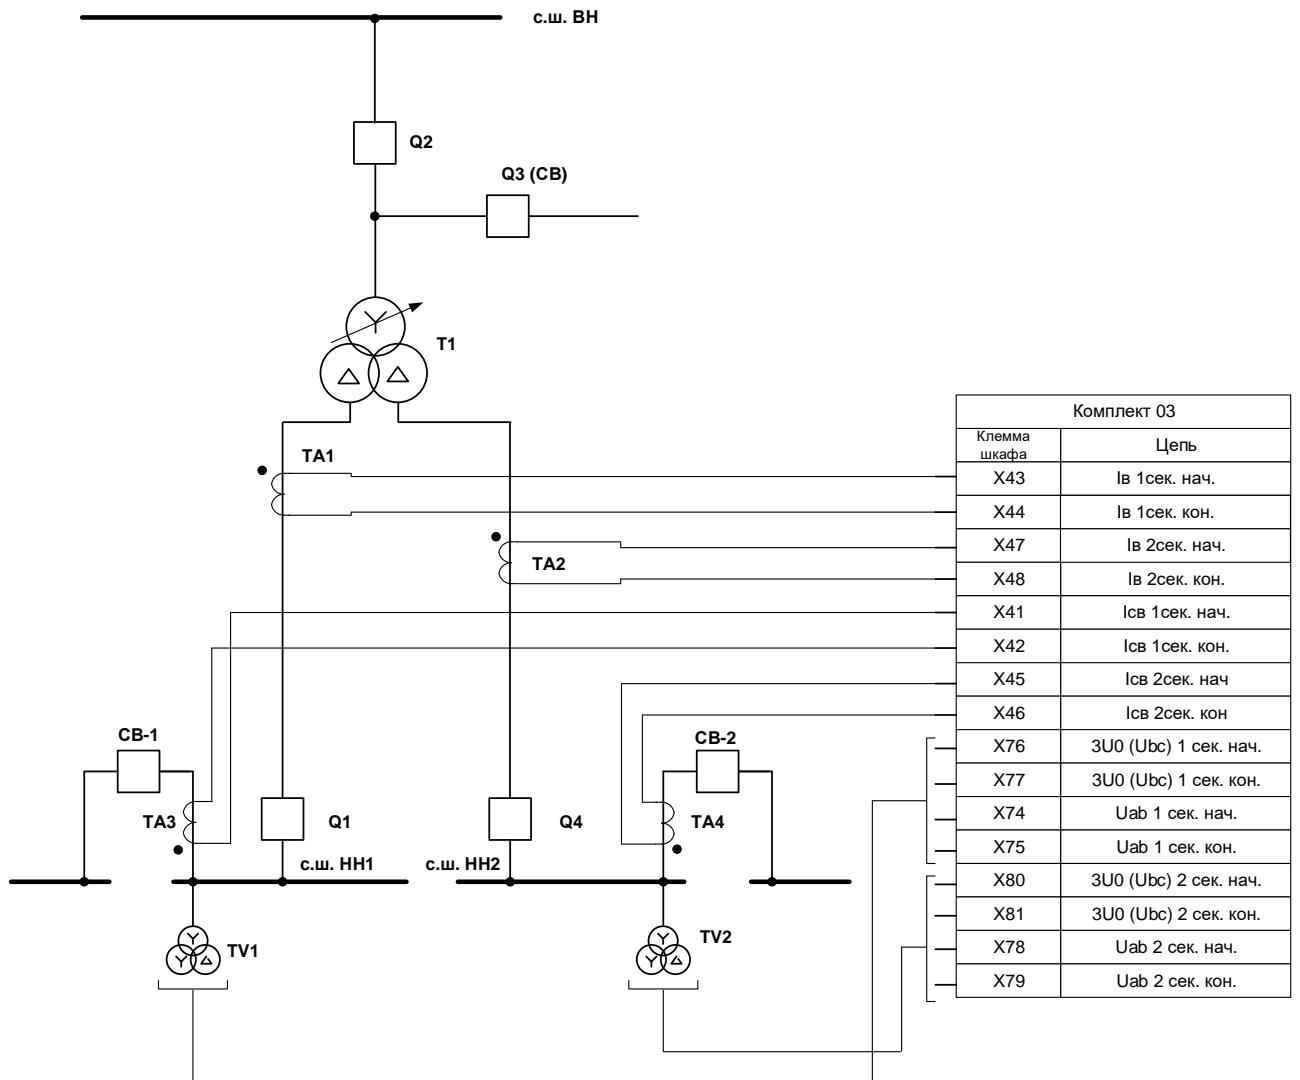 с.ш. ВН
Q2
Q3 (СВ)
T1
TA1
TA2
СВ-1
СВ-2
TA3
Q1
Q4
TA4
с.ш. НН1
с.ш. НН2
TV1
TV2
Комплект 03
Клемма шкафа
Цепь
X43 Iв 1сек. нач.
X44 Iв 1сек. кон.
X47 Iв 2сек. нач.
X48 Iв 2сек. кон.
X41 Iсв 1сек. нач.
X42 Iсв 1сек. кон.
X45 Iсв 2сек. нач
X46 Iсв 2сек. кон
X76 3U0 (Ubc) 1 сек. нач.
X77 3U0 (Ubc) 1 сек. кон.
X74 Uab 1 сек. нач.
X75 Uab 1 сек. кон.
X80 3U0 (Ubc) 2 сек. нач.
X81 3U0 (Ubc) 2 сек. кон.
X78 Uab 2 сек. нач.
X79 Uab 2 сек. кон.